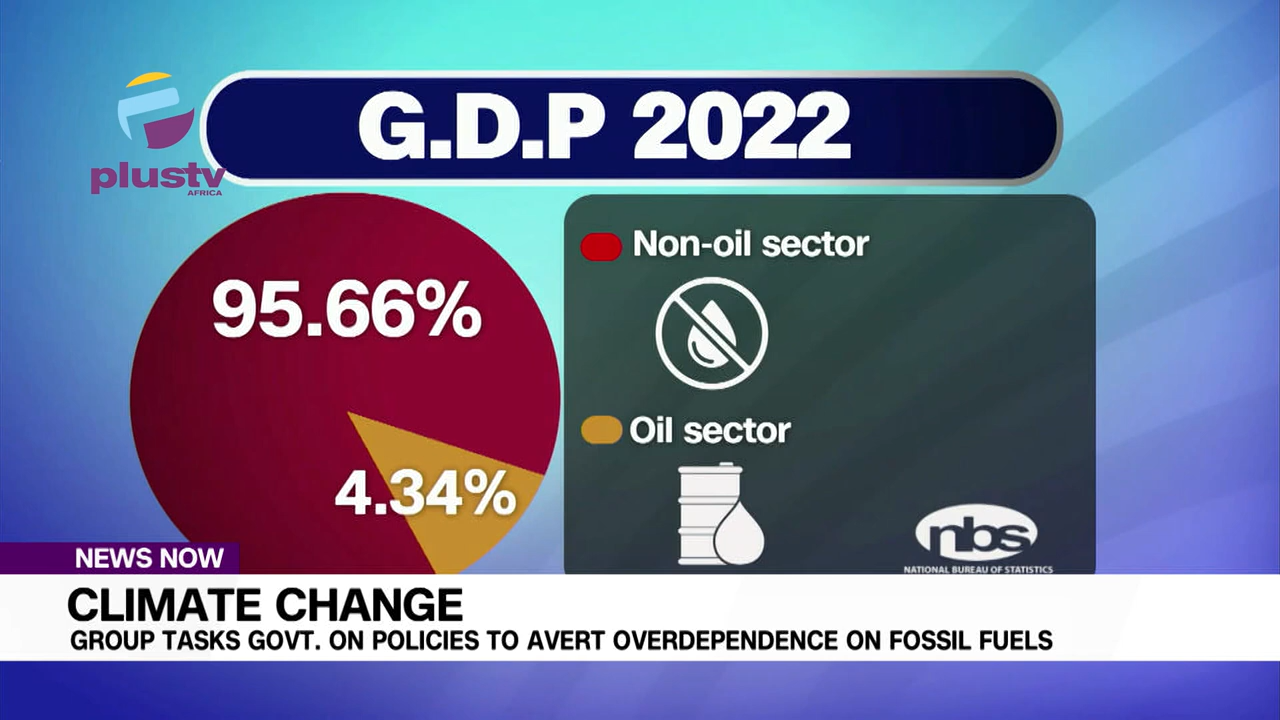 G.D.P 2022
plustv
AFRICA
95.66%
4.34%
Non-oil sector
Oil sector
nbs
NATIONAL BUREAU OF STATISTICS
NEWS NOW
CLIMATE CHANGE
GROUP TASKS GOVT. ON POLICIES TO AVERT OVERDEPENDENCE ON FOSSIL FUELS